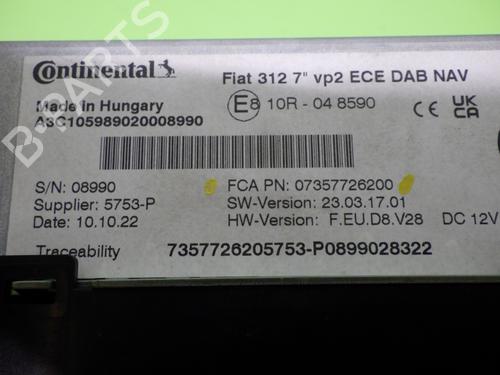 Continental
Fiat 312 7" vp2 ECE DAB NAV
Made in Hungary
E8 10R - 04 8590
CE UK CA
A3C105989020008990
S/N: 08990
FCA PN: 07357726200
Supplier: 5753-P
SW-Version: 23.03.17.01
Date: 10.10.22
HW-Version: F.EU.D8.V28 DC 12V
Traceability 7357726205753-P0899028322
B-Parts